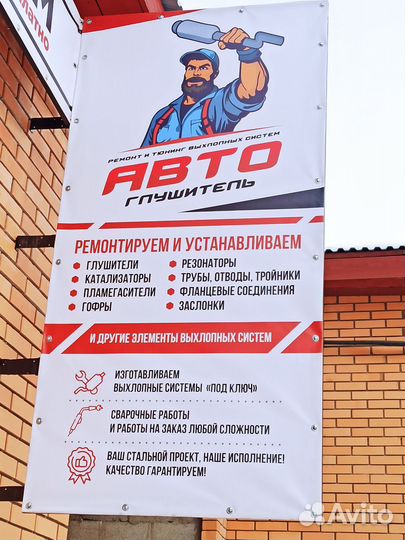 РЕМОНТ И ТЮНИНГ ВЫХЛОПНЫХ СИСТЕМ
АВТО
ГЛУШИТЕЛЬ
РЕМОНТИРУЕМ И УСТАНАВЛИВАЕМ
ГЛУШИТЕЛИ
КАТАЛИЗАТОРЫ
ПЛАМЕГАСИТЕЛИ
ГОФРЫ
РЕЗОНАТОРЫ
ТРУБЫ, ОТВОДЫ, ТРОЙНИКИ
ФЛАНЦЕВЫЕ СОЕДИНЕНИЯ
ЗАСЛОНКИ
И ДРУГИЕ ЭЛЕМЕНТЫ ВЫХЛОПНЫХ СИСТЕМ
ИЗГОТАВЛИВАЕМ
ВЫХЛОПНЫЕ СИСТЕМЫ «ПОД КЛЮЧ»
СВАРОЧНЫЕ РАБОТЫ
И РАБОТЫ НА ЗАКАЗ ЛЮБОЙ СЛОЖНОСТИ
ВАШ СТАЛЬНОЙ ПРОЕКТ, НАШЕ ИСПОЛНЕНИЕ!
КАЧЕСТВО ГАРАНТИРУЕМ!
Avito